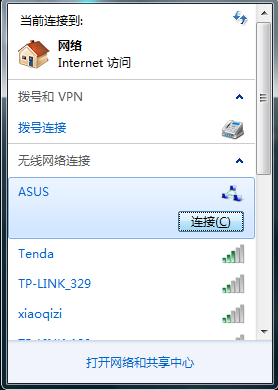 当前连接到:
网络
Internet 访问
拨号和 VPN
拨号连接
无线网络连接
ASUS
连接(C)
Tenda
TP-LINK_329
xiaoqizi
打开网络和共享中心